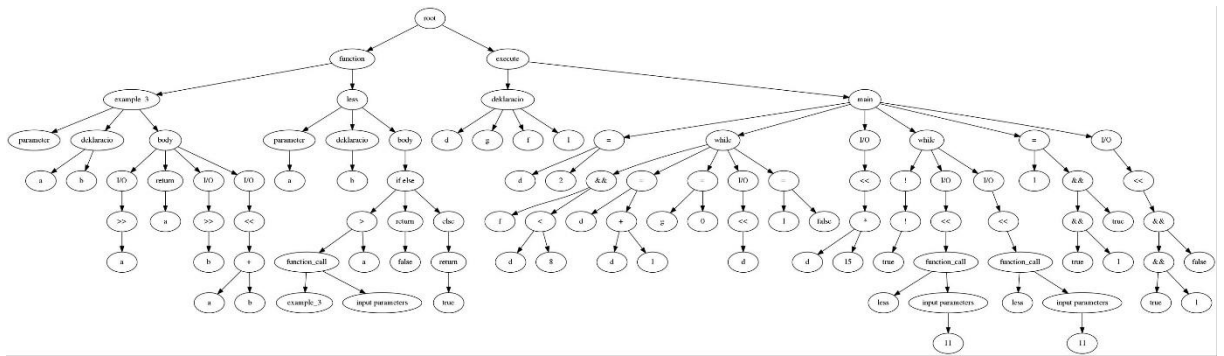 root
function execute
example_3 less deklaracio main
parameter deklaracio body parameter deklaracio body d g f l = while I/O while = I/O
a b I/O return I/O I/O a b if else d 2 && = = I/O = << ! I/O I/O l && <<
>> a >> << > return else f < d + g 0 << l false * ! << << && true &&
a b + function_call a false return d 8 d 1 d d 15 true function_call function_call true l && false
a b example_3 input parameters true less input parameters less input parameters true l
11 11